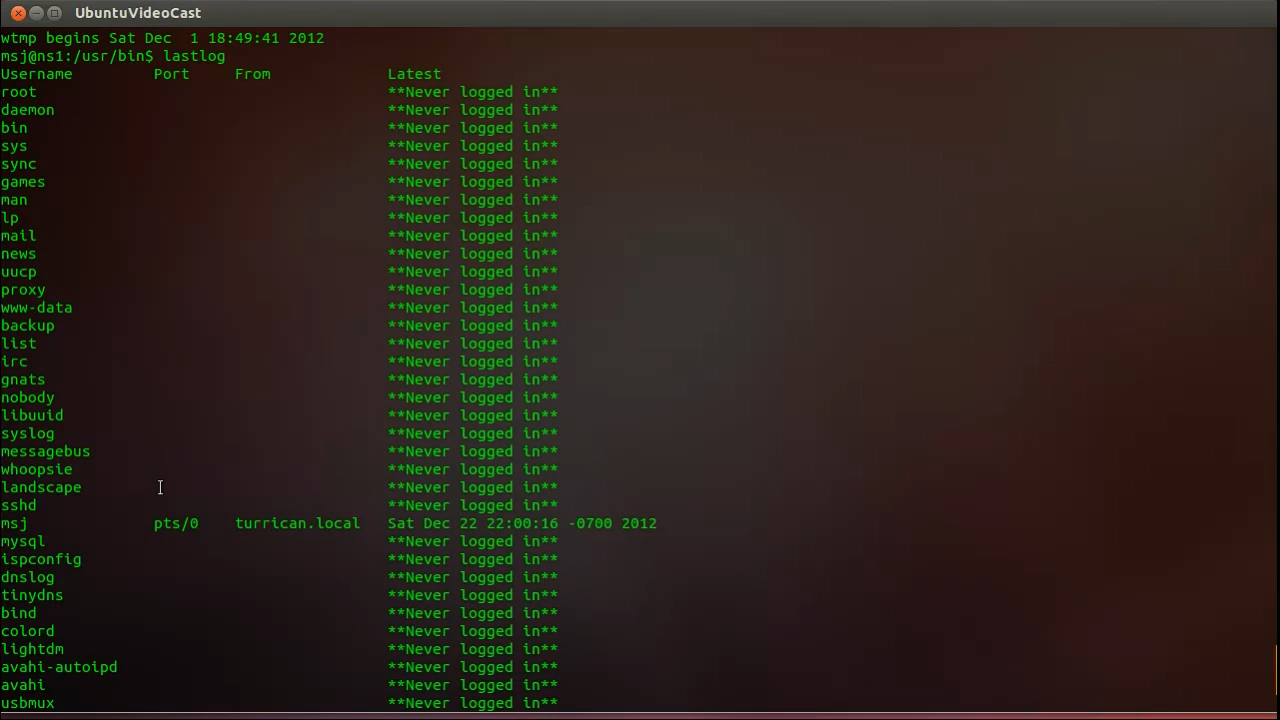 UbuntuVideoCast
wtmp begins Sat Dec  1 18:49:41 2012
msj@ns1:/usr/bin$ lastlog
Username         Port     From             Latest
root                                       **Never logged in**
daemon                                     **Never logged in**
bin                                        **Never logged in**
sys                                        **Never logged in**
sync                                       **Never logged in**
games                                      **Never logged in**
man                                        **Never logged in**
lp                                         **Never logged in**
mail                                       **Never logged in**
news                                       **Never logged in**
uucp                                       **Never logged in**
proxy                                      **Never logged in**
www-data                                   **Never logged in**
backup                                     **Never logged in**
list                                       **Never logged in**
irc                                        **Never logged in**
gnats                                      **Never logged in**
nobody                                     **Never logged in**
libuuid                                    **Never logged in**
syslog                                     **Never logged in**
messagebus                                 **Never logged in**
whoopsie                                   **Never logged in**
landscape                                  **Never logged in**
sshd                                       **Never logged in**
msj              pts/0    turrican.local   Sat Dec 22 22:00:16 -0700 2012
mysql                                      **Never logged in**
ispconfig                                  **Never logged in**
dnslog                                     **Never logged in**
tinydns                                    **Never logged in**
bind                                       **Never logged in**
colord                                     **Never logged in**
lightdm                                    **Never logged in**
avahi-autoipd                              **Never logged in**
avahi                                      **Never logged in**
usbmux                                     **Never logged in**